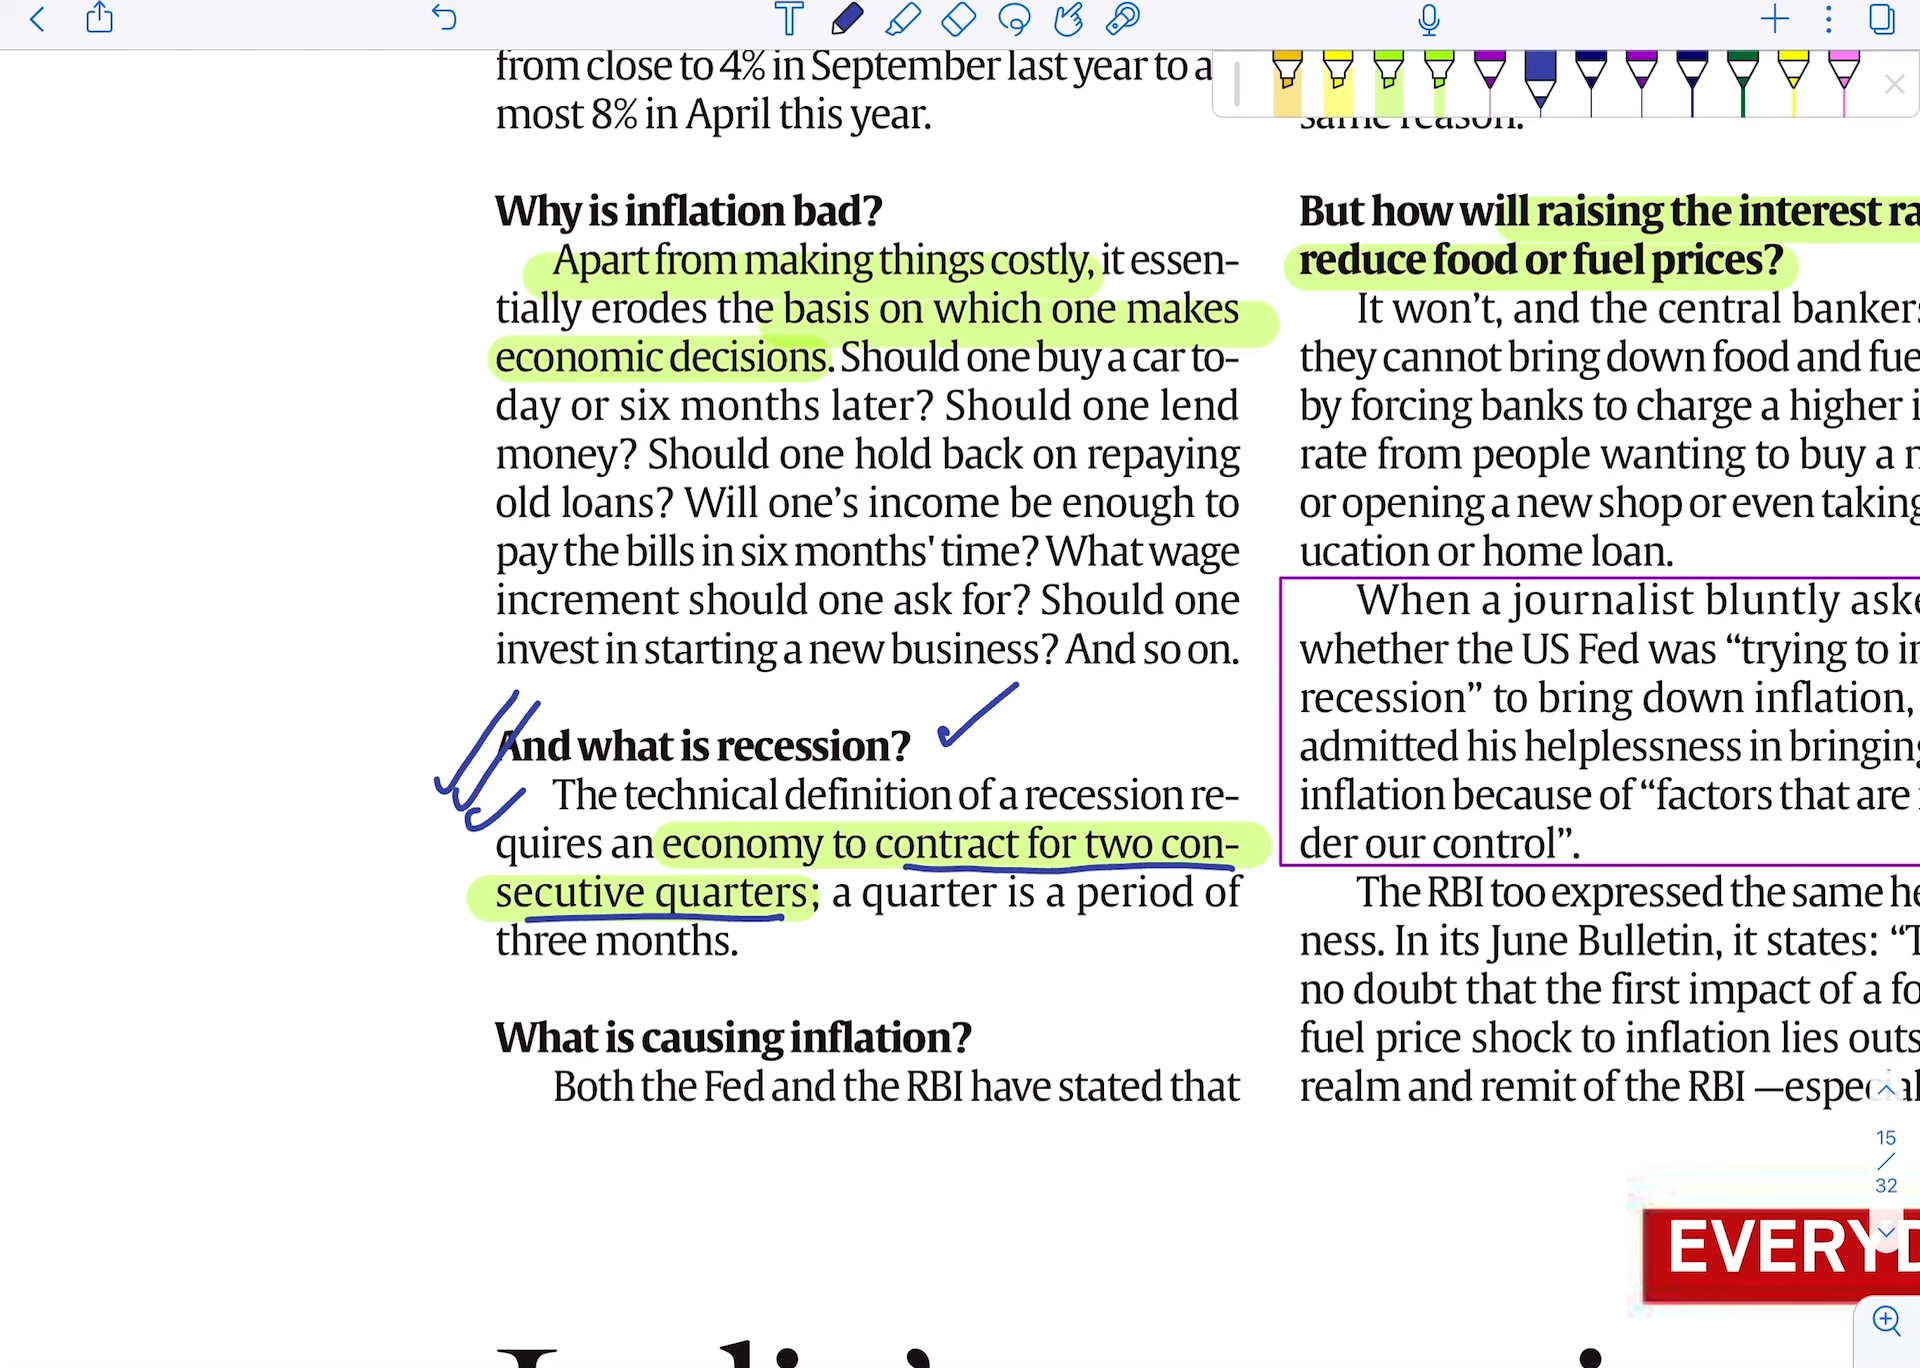 from close to 4% in September last year to a
most 8% in April this year.
Why is inflation bad?
Apart from making things costly, it essen-
tially erodes the basis on which one makes
economic decisions. Should one buy a car to-
day or six months later? Should one lend
money? Should one hold back on repaying
old loans? Will one's income be enough to
pay the bills in six months' time? What wage
increment should one ask for? Should one
invest in starting a new business? And so on.
And what is recession?
The technical definition of a recession re-
quires an economy to contract for two con-
secutive quarters; a quarter is a period of
three months.
What is causing inflation?
Both the Fed and the RBI have stated that
same reason.
But how will raising the interest ra
reduce food or fuel prices?
It won't, and the central bankers
they cannot bring down food and fue
by forcing banks to charge a higher i
rate from people wanting to buy a n
or opening a new shop or even taking
ucation or home loan.
When a journalist bluntly aske
whether the US Fed was “trying to in
recession” to bring down inflation,
admitted his helplessness in bringing
inflation because of “factors that are
der our control”.
The RBI too expressed the same he
ness. In its June Bulletin, it states: “T
no doubt that the first impact of a fo
fuel price shock to inflation lies outs
realm and remit of the RBI —especial
15
/
32
EVERYD